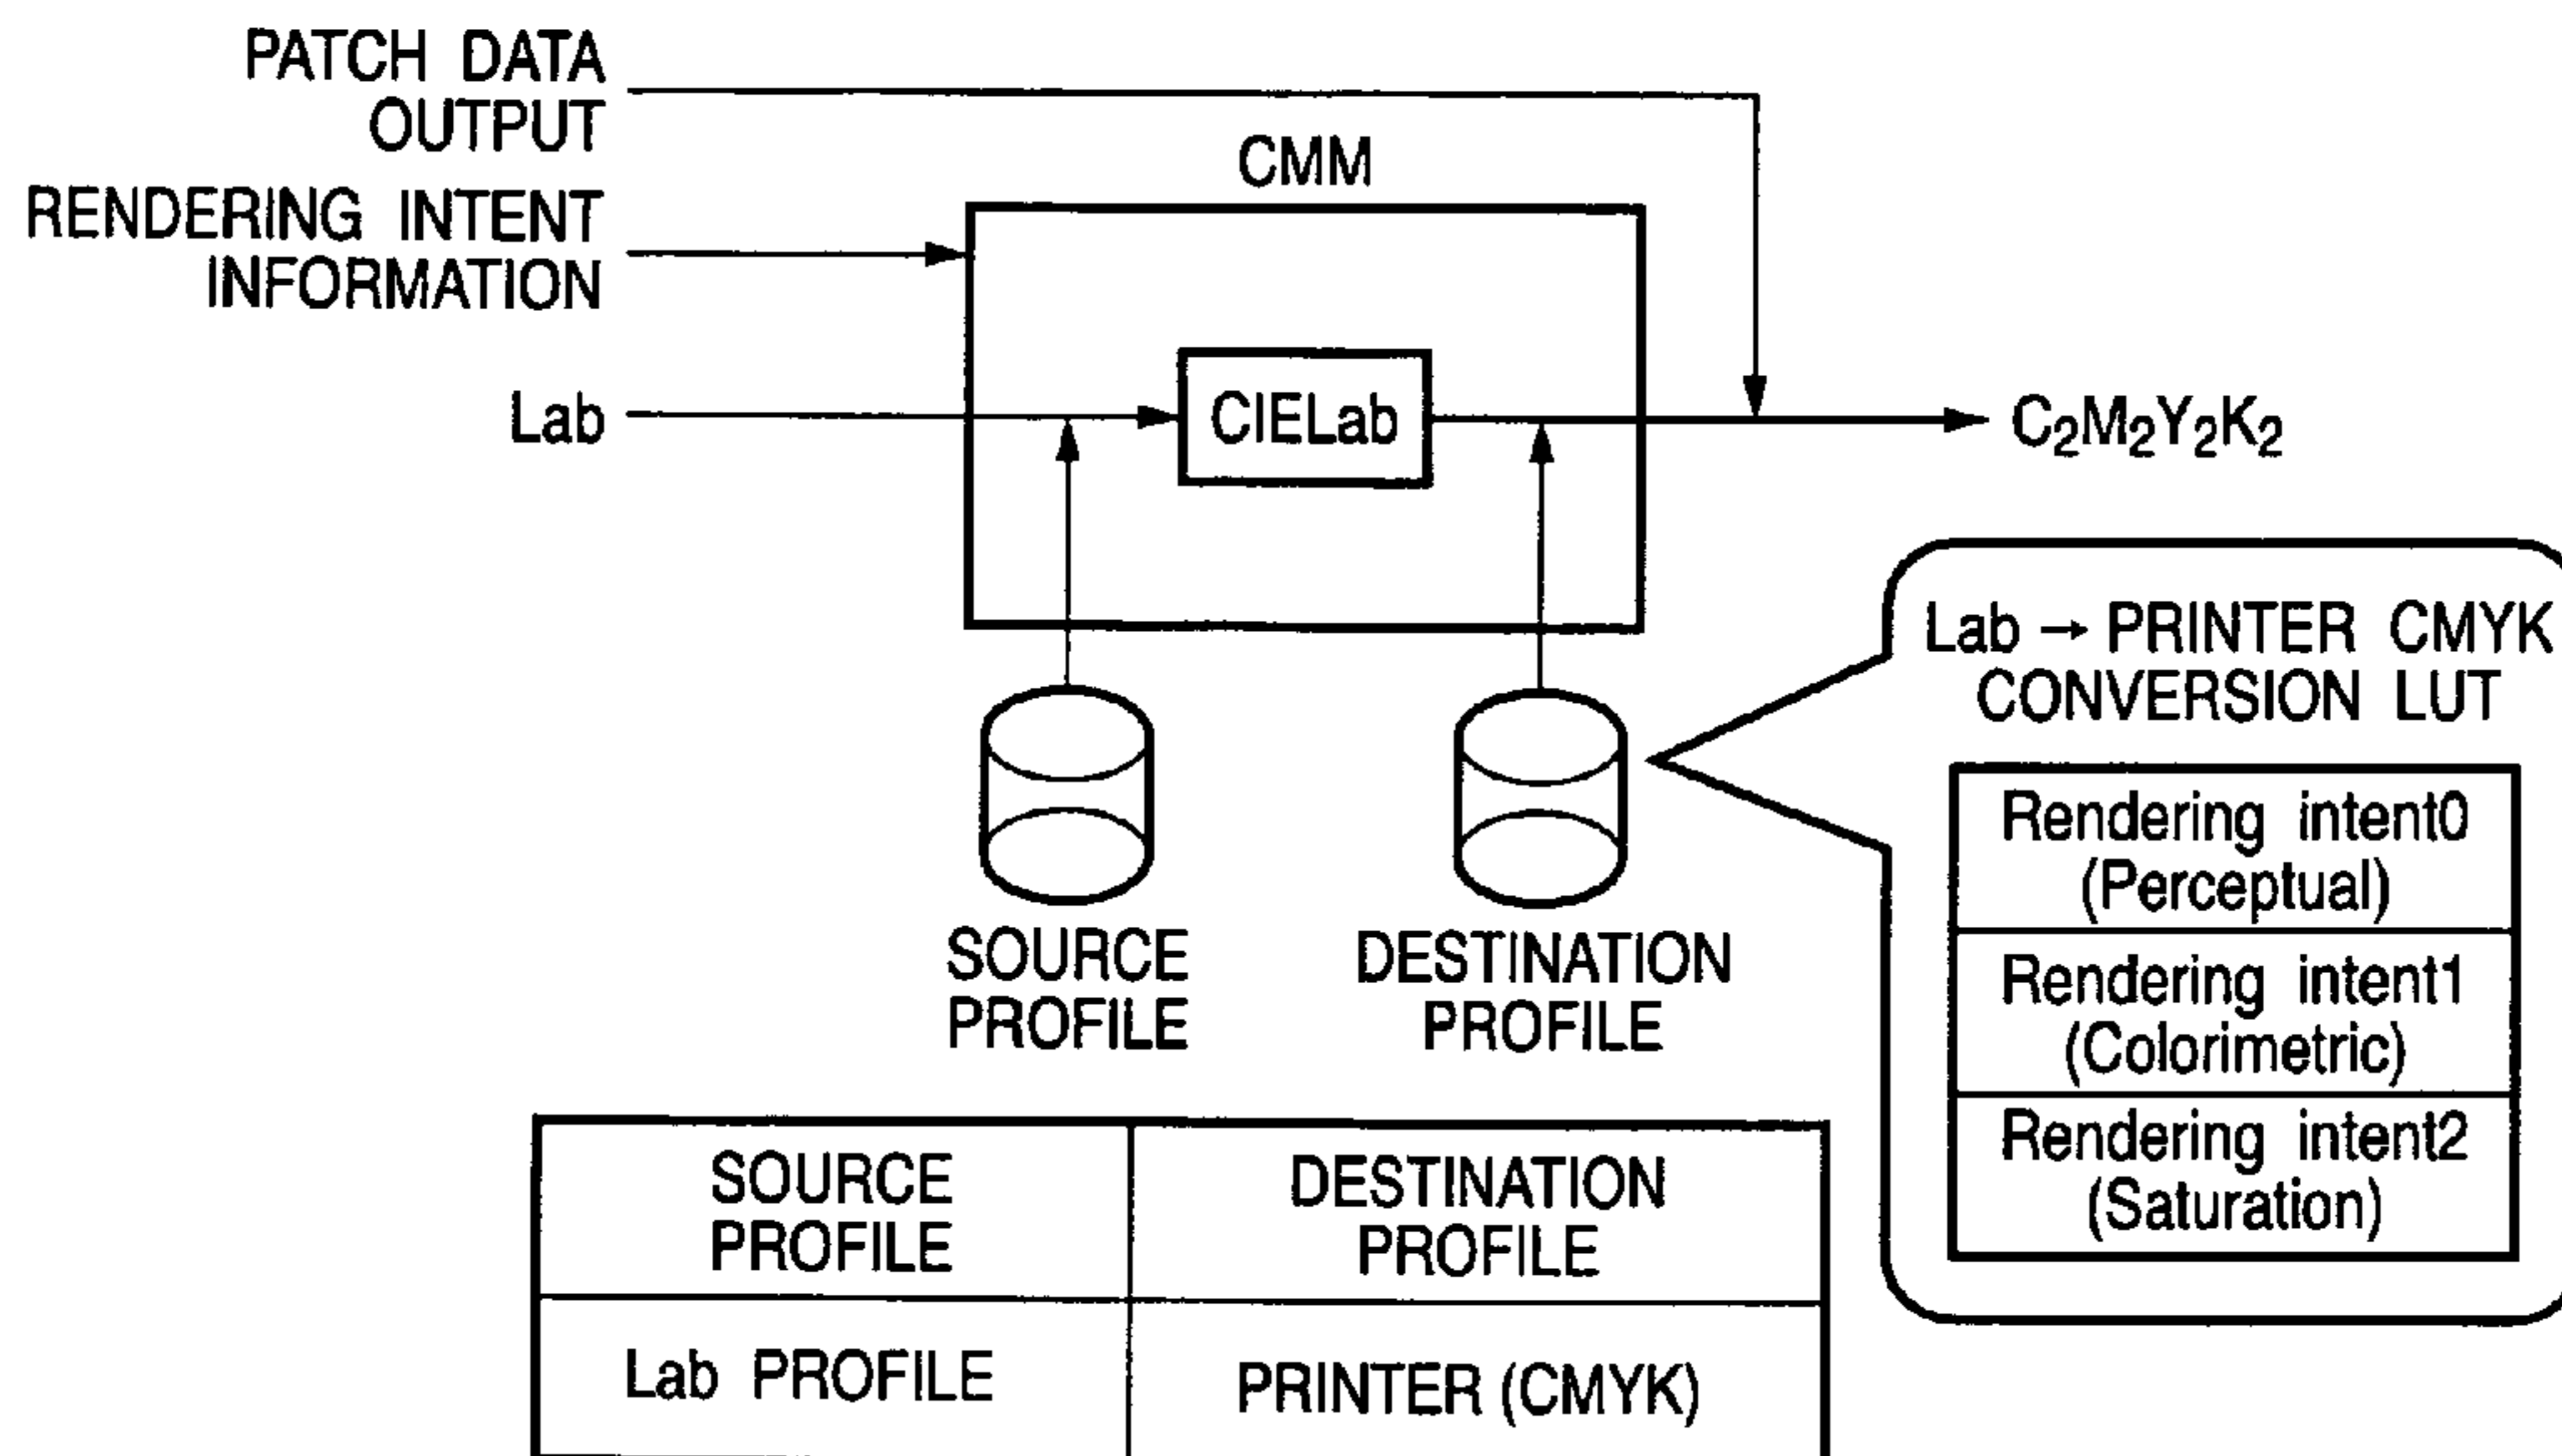 PATCH DATA
OUTPUT
CMM
RENDERING INTENT
INFORMATION
Lab
CIELab
C₂M₂Y₂K₂
Lab → PRINTER CMYK
CONVERSION LUT
Rendering intent0
(Perceptual)
Rendering intent1
(Colorimetric)
Rendering intent2
(Saturation)
SOURCE
PROFILE
DESTINATION
PROFILE
SOURCE
PROFILE
DESTINATION
PROFILE
Lab PROFILE
PRINTER (CMYK)